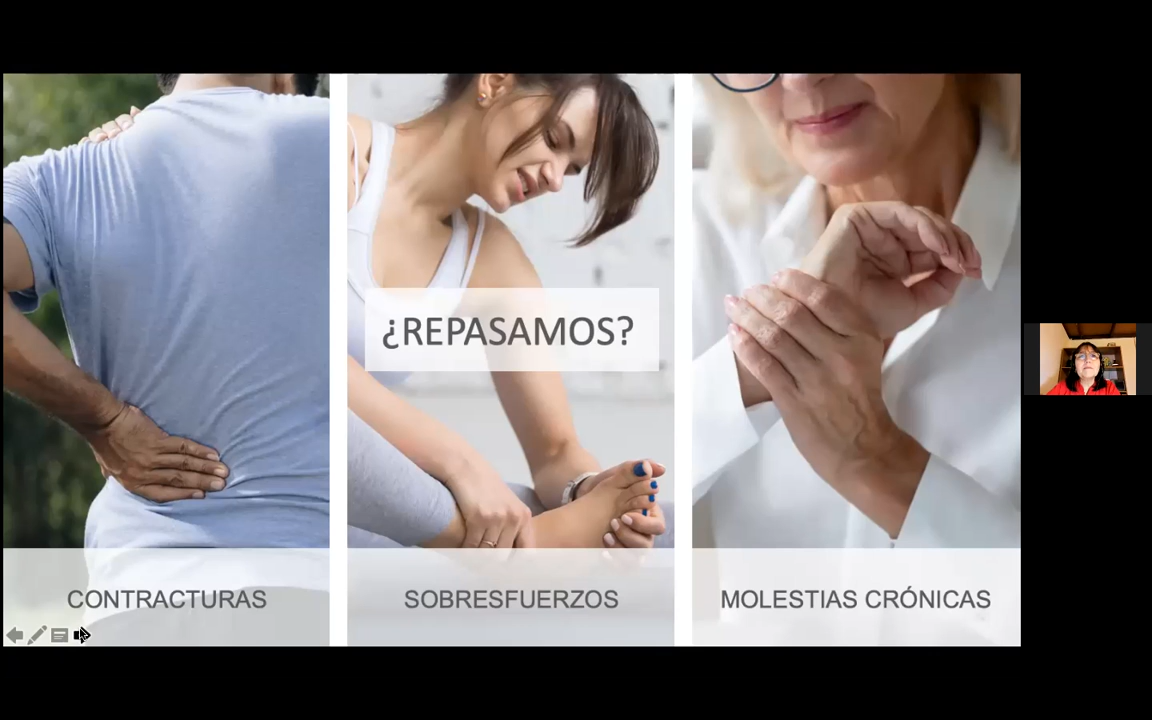 ¿REPASAMOS?
CONTRACTURAS
SOBRESFUERZOS
MOLESTIAS CRÓNICAS